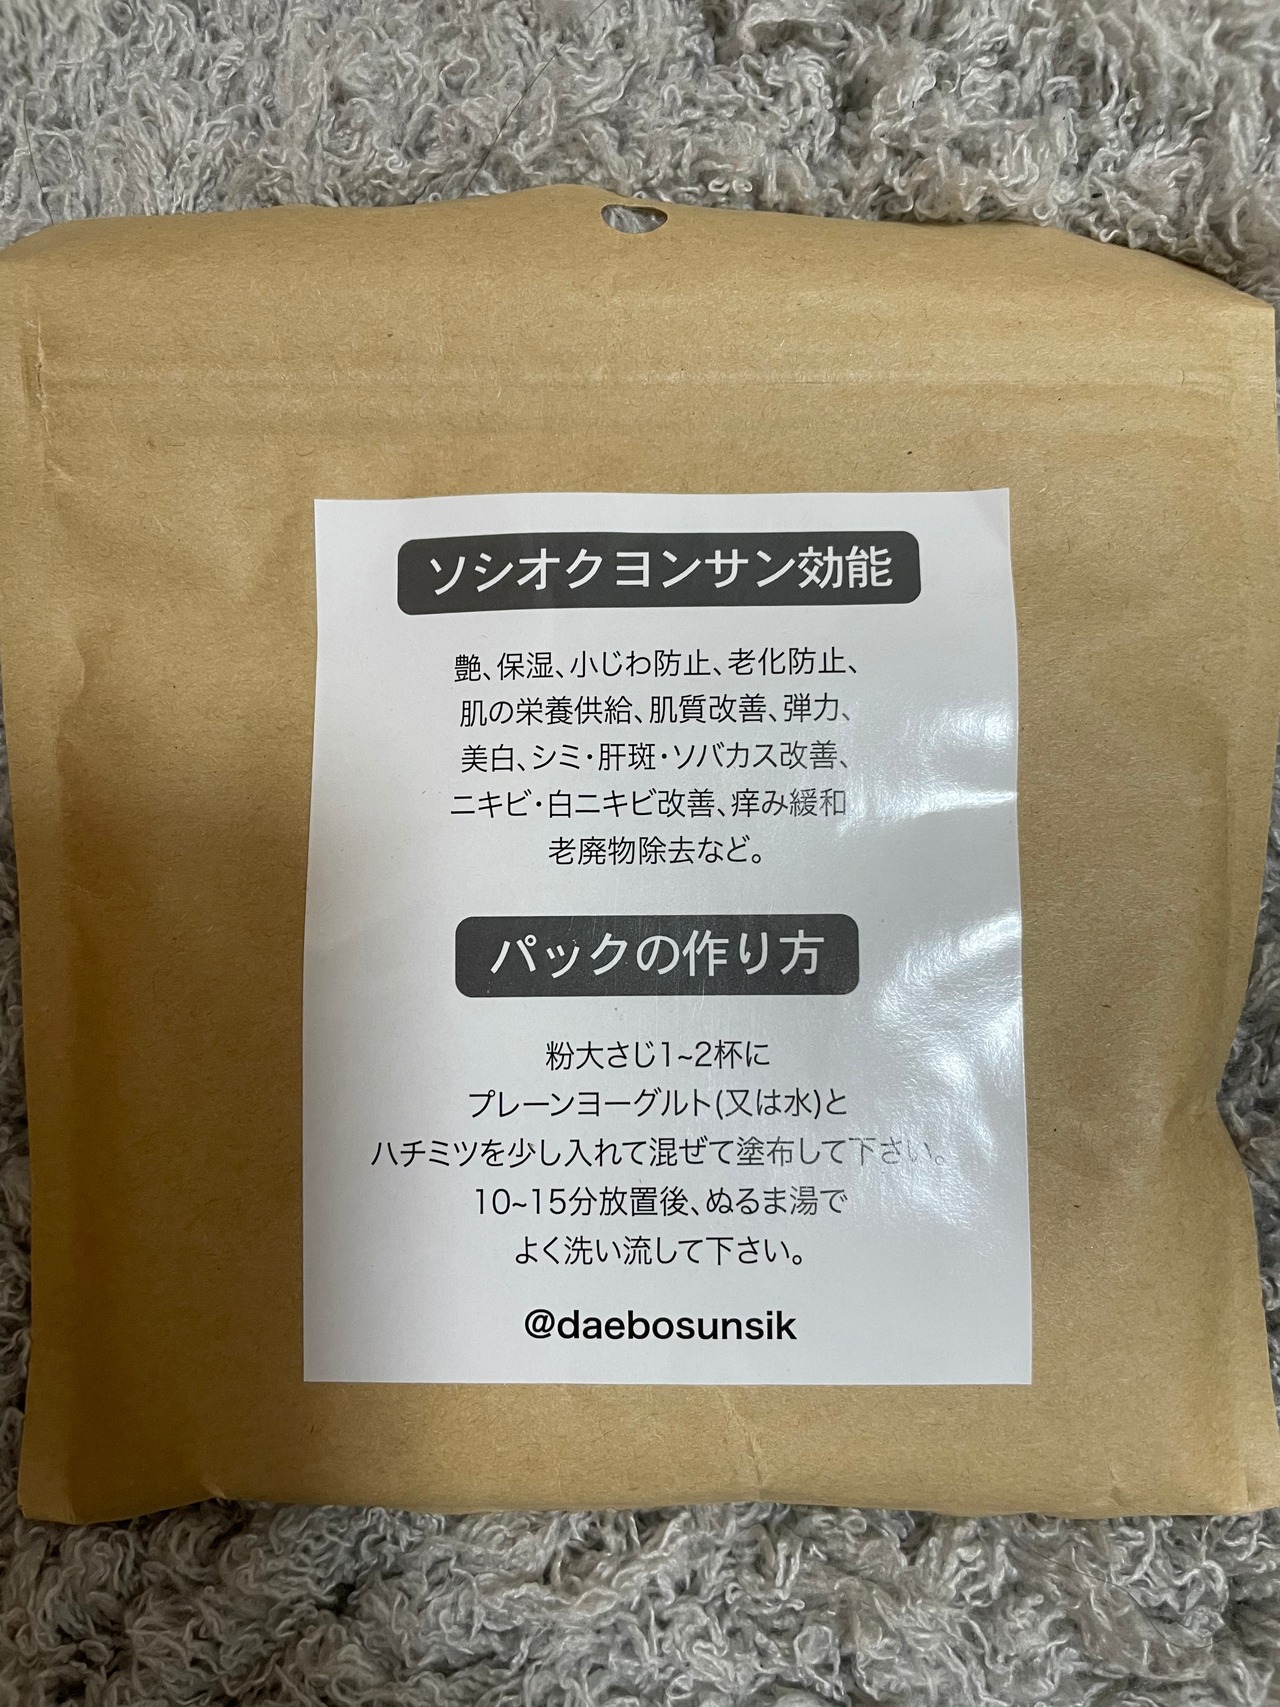 ソシオクヨンサン効能
艶、保湿、小じわ防止、老化防止、
肌の栄養供給、肌質改善、弾力、
美白、シミ・肝斑・ソバカス改善、
ニキビ・白ニキビ改善、痒み緩和
老廃物除去など。
パックの作り方
粉大さじ1~2杯に
プレーンヨーグルト(又は水)と
ハチミツを少し入れて混ぜて塗布して下さい。
10~15分放置後、ぬるま湯で
よく洗い流して下さい。
@daebosunsik